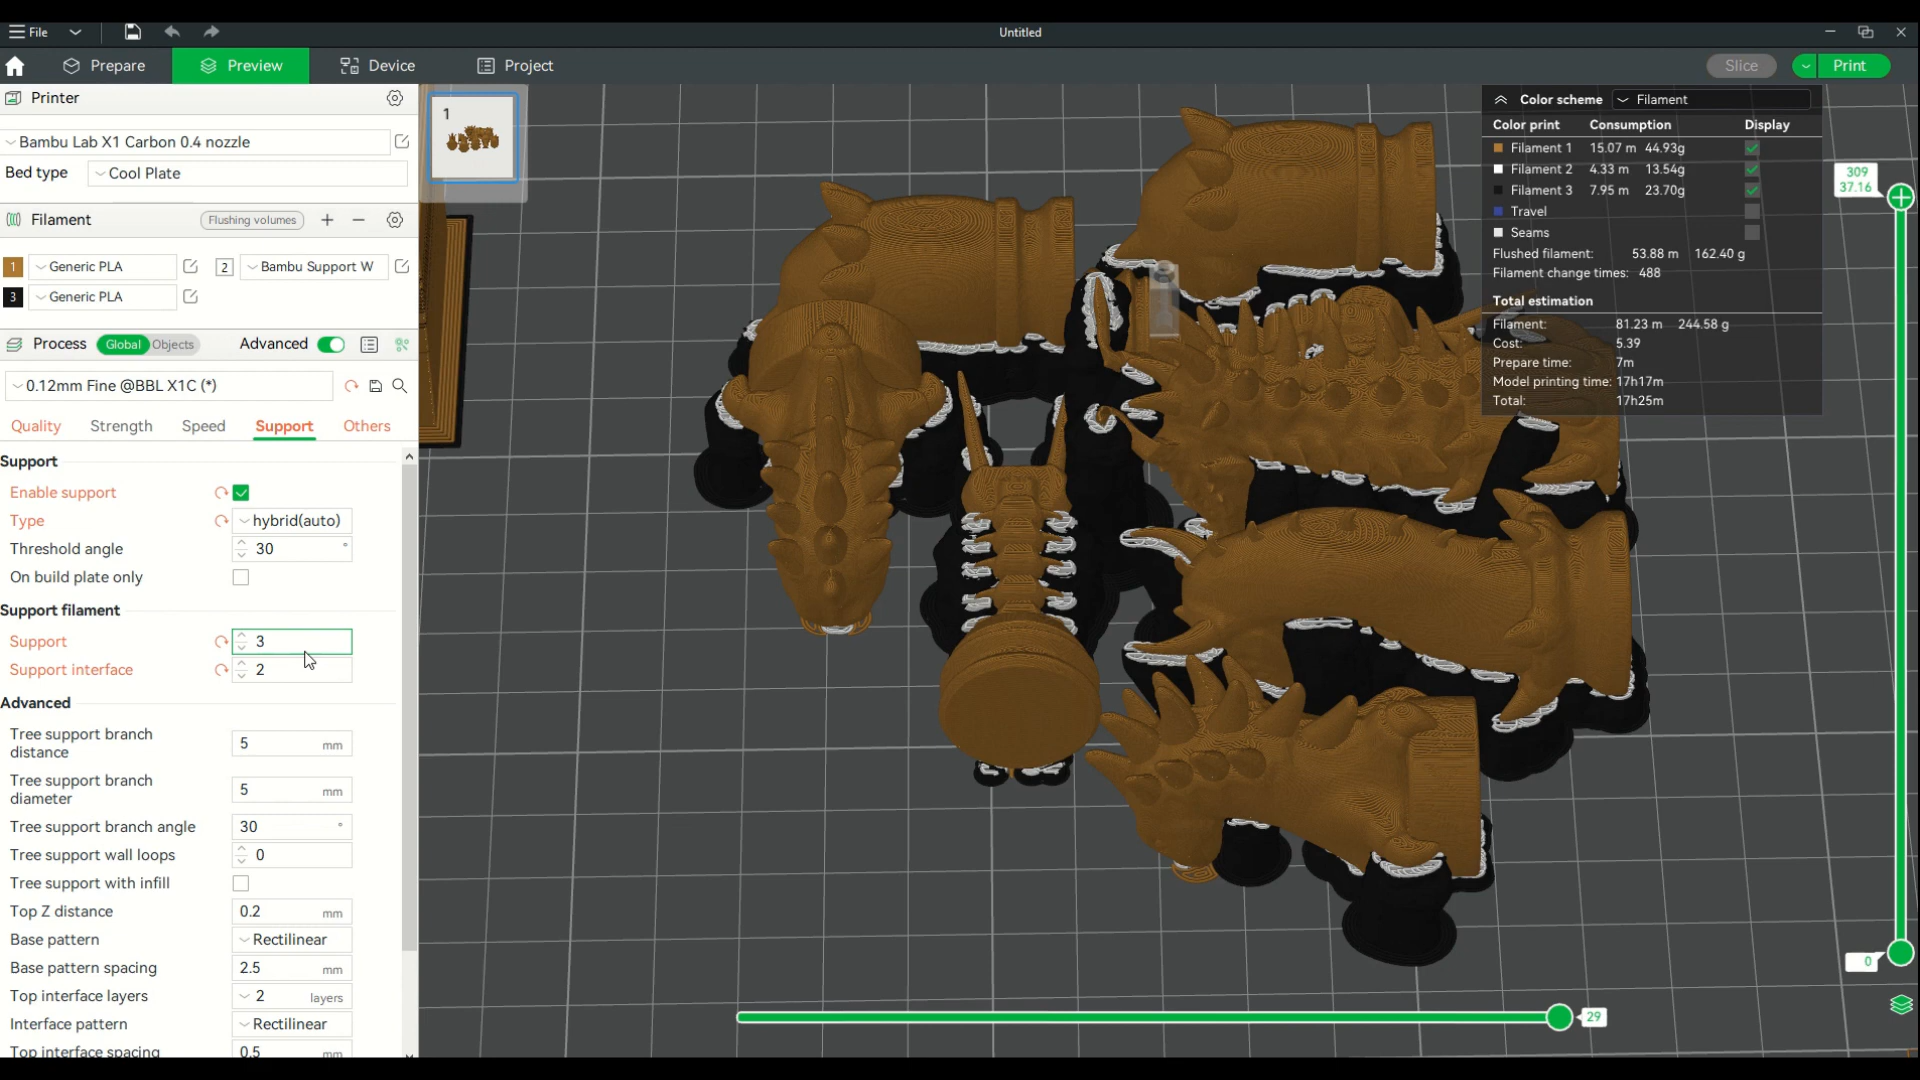 File
Untitled
Prepare
Preview
Device
Project
Slice
Print
Printer
Bambu Lab X1 Carbon 0.4 nozzle
Bed type
Cool Plate
Filament
Flushing volumes
+
−
1
Generic PLA
2
Bambu Support W
3
Generic PLA
Process
Global
Objects
Advanced
0.12mm Fine @BBL X1C (*)
Quality
Strength
Speed
Support
Others
Support
Enable support
Type
hybrid(auto)
Threshold angle
30
°
On build plate only
Support filament
Support
3
Support interface
2
Advanced
Tree support branch
distance
5
mm
Tree support branch
diameter
5
mm
Tree support branch angle
30
°
Tree support wall loops
0
Tree support with infill
Top Z distance
0.2
mm
Base pattern
Rectilinear
Base pattern spacing
2.5
mm
Top interface layers
2
layers
Interface pattern
Rectilinear
Top interface spacing
0.5
mm
1
Color scheme
Filament
Color print Consumption Display
Filament 1 15.07 m 44.93g
Filament 2 4.33 m 13.54g
Filament 3 7.95 m 23.70g
Travel
Seams
Flushed filament: 53.88 m 162.40 g
Filament change times: 488
Total estimation
Filament: 81.23 m 244.58 g
Cost: 5.39
Prepare time: 7m
Model printing time: 17h17m
Total: 17h25m
309
37.16
0
29